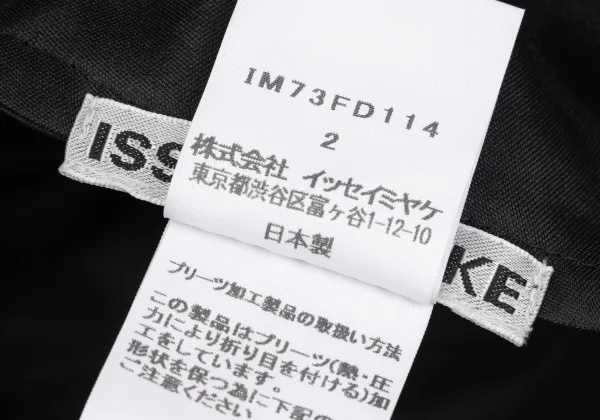 ISS
KE
IM73FD114
2
株式会社 イッセイミヤケ
東京都渋谷区富ヶ谷1-12-10
日本製
プリーツ加工製品の取扱い方法
この製品はプリーツ(熱・圧
力により折り目を付ける)加
工をしています。
形状を保つ為に下記の
ご注意ください